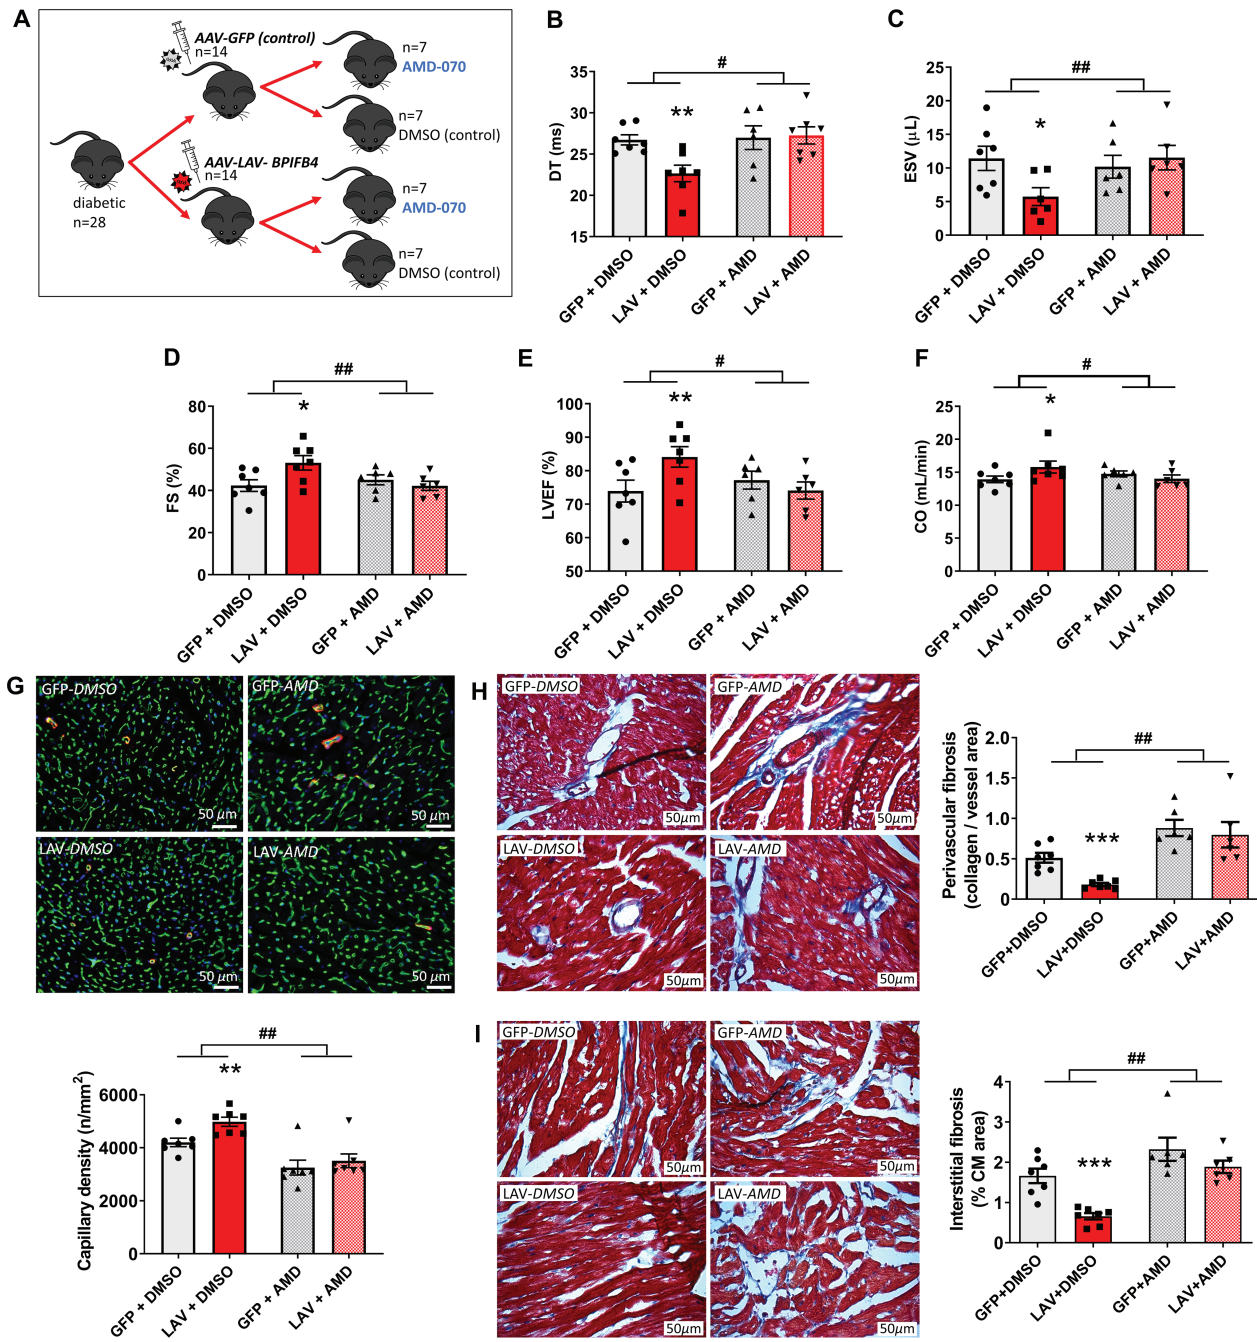 A
AAV-GFP (control)
n=14
n=7
AMD-070
n=7
DMSO (control)
AAV-LAV- BPIFB4
n=14
diabetic
n=28
n=7
AMD-070
n=7
DMSO (control)
B
#
**
DT (ms)
35
30
25
20
15
GFP + DMSO
LAV + DMSO
GFP + AMD
LAV + AMD
C
##
*
ESV (μL)
25
20
15
10
5
0
GFP + DMSO
LAV + DMSO
GFP + AMD
LAV + AMD
D
##
*
FS (%)
80
60
40
20
0
GFP + DMSO
LAV + DMSO
GFP + AMD
LAV + AMD
E
#
**
LVEF (%)
100
90
80
70
60
50
GFP + DMSO
LAV + DMSO
GFP + AMD
LAV + AMD
F
#
*
CO (mL/min)
25
20
15
10
5
0
GFP + DMSO
LAV + DMSO
GFP + AMD
LAV + AMD
G
GFP-DMSO
50 μm
GFP-AMD
50 μm
LAV-DMSO
50 μm
LAV-AMD
50 μm
##
**
Capillary density (n/mm²)
6000
4000
2000
0
GFP + DMSO
LAV + DMSO
GFP + AMD
LAV + AMD
H
GFP-DMSO
50μm
GFP-AMD
50μm
LAV-DMSO
50μm
LAV-AMD
50μm
##
***
Perivascular fibrosis
(collagen / vessel area)
2.0
1.5
1.0
0.5
0
GFP+DMSO
LAV+DMSO
GFP+AMD
LAV+AMD
I
GFP-DMSO
50μm
GFP-AMD
50μm
LAV-DMSO
50μm
LAV-AMD
50μm
##
***
Interstitial fibrosis
(% CM area)
4
3
2
1
0
GFP+DMSO
LAV+DMSO
GFP+AMD
LAV+AMD